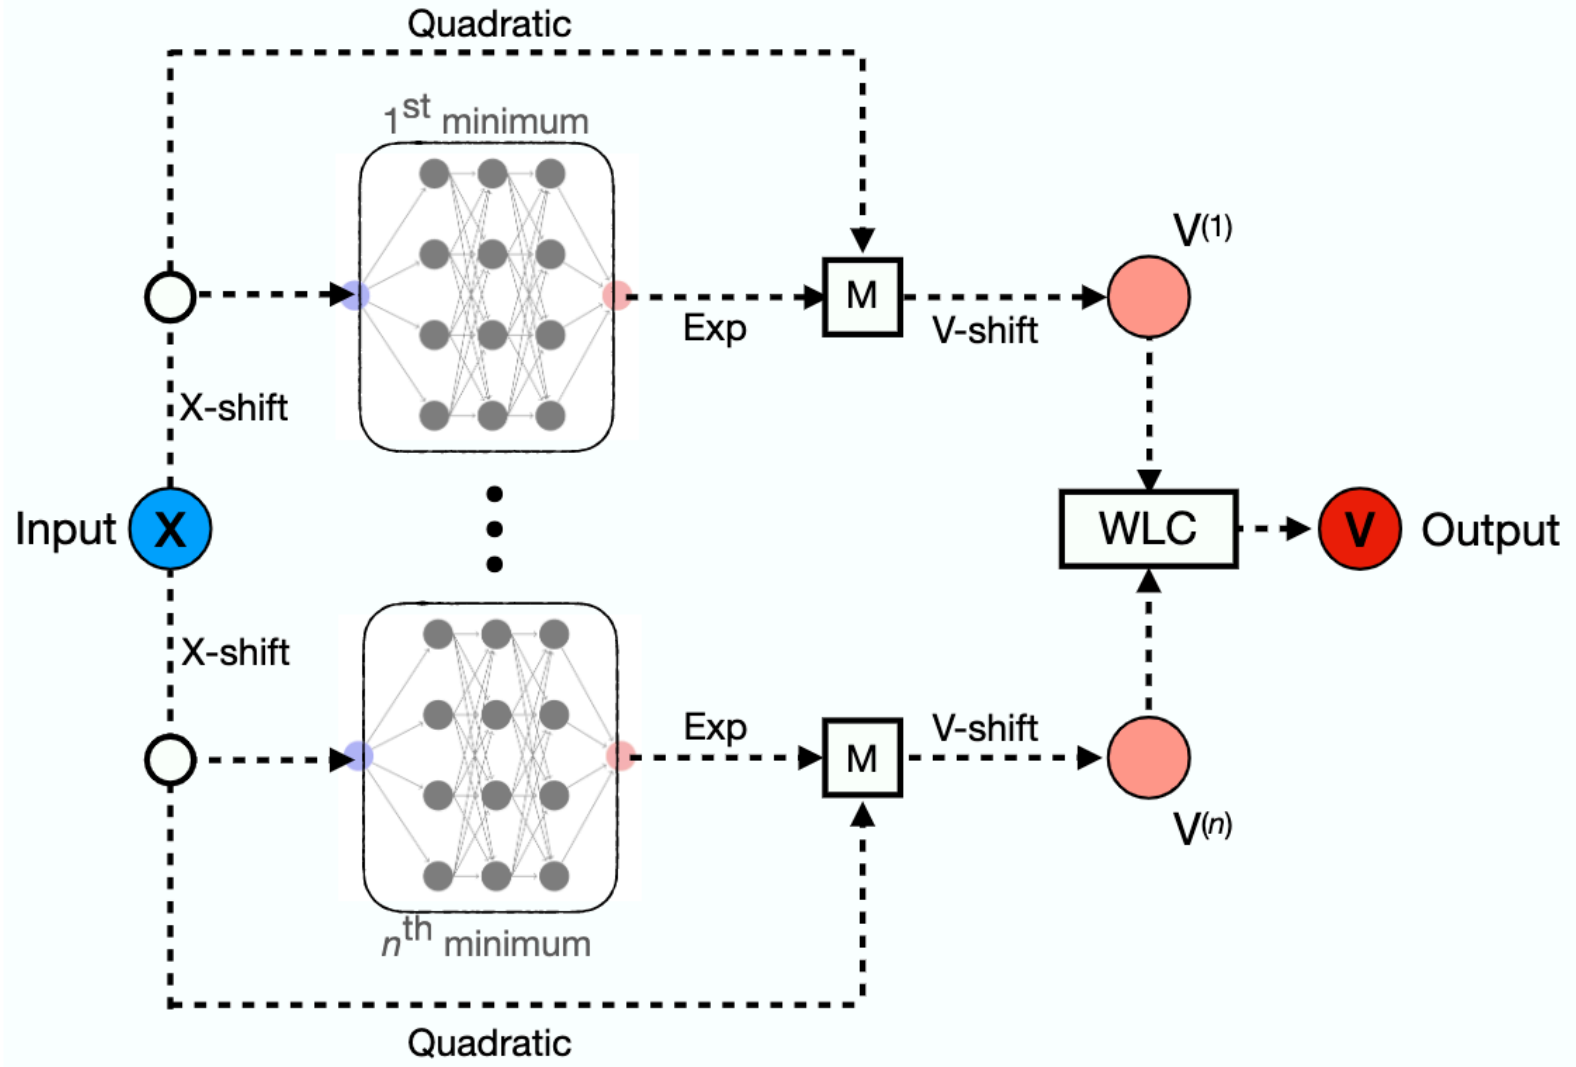 Quadratic
1st minimum
V(1)
M
Exp
V-shift
X-shift
Input
X
WLC
V
Output
X-shift
Exp
V-shift
M
V(n)
nth minimum
Quadratic